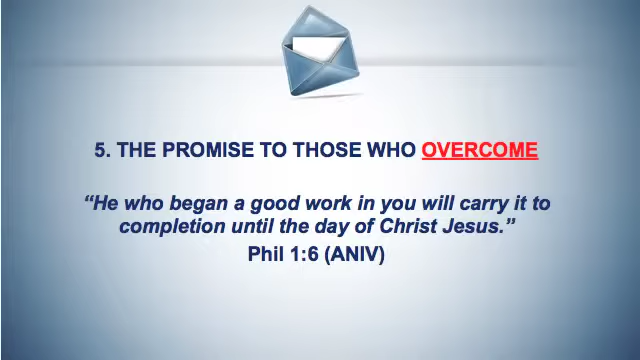 5. THE PROMISE TO THOSE WHO OVERCOME
“He who began a good work in you will carry it to
completion until the day of Christ Jesus.”
Phil 1:6 (ANIV)